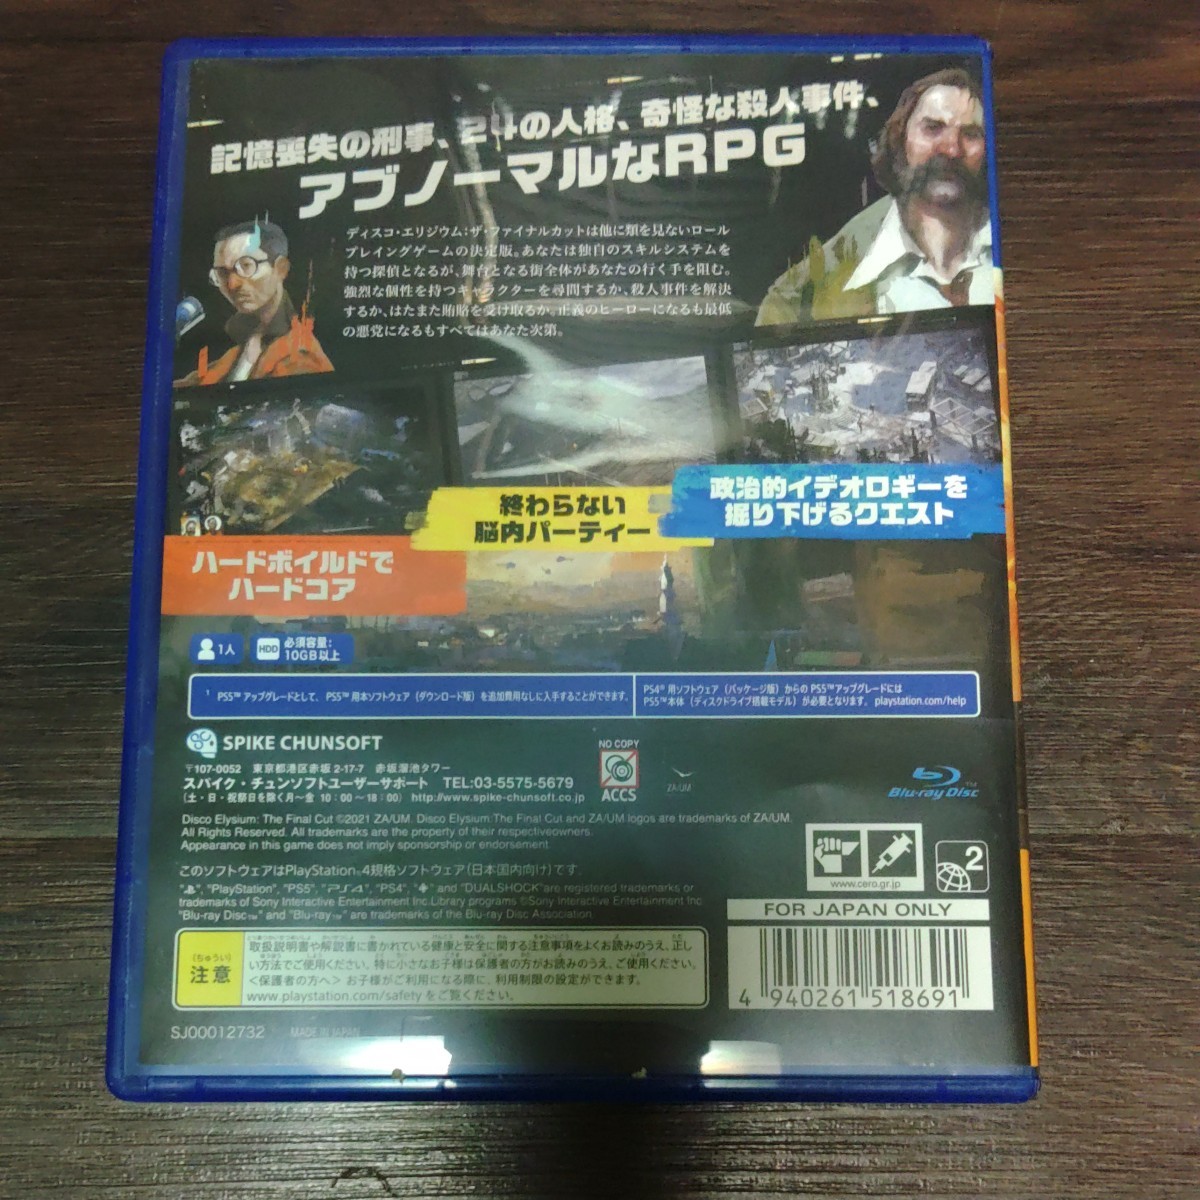 記憶喪失の刑事、24の人格、奇怪な殺人事件、
アブノーマルなRPG
ディスコ・エリジウム:ザ・ファイナルカットは他に類を見ないロール
プレイングゲームの決定版。あなたは独自のスキルシステムを
持つ探偵となるが、舞台となる街全体があなたの行く手を阻む。
強烈な個性を持つキャラクターを尋問するか、殺人事件を解決
するか、はたまた賄賂を受け取るか。正義のヒーローになるも最低
の悪党になるもすべてはあなた次第。
政治的イデオロギーを
掘り下げるクエスト
終わらない
脳内パーティー
ハードボイルドで
ハードコア
1人
HDD 必須容量:
10GB以上
¹ PS5™アップグレードとして、PS5™用本ソフトウェア(ダウンロード版)を追加費用なしに入手することができます。
PS4®用ソフトウェア(パッケージ版)からのPS5™アップグレードには
PS5™本体(ディスクドライブ搭載モデル)が必要となります。 playstation.com/help
SPIKE CHUNSOFT
〒107-0052 東京都港区赤坂 2-17-7 赤坂溜池タワー
スパイク・チュンソフトユーザーサポート TEL:03-5575-5679
(土・日・祝祭日を除く月〜金 10:00〜18:00) http://www.spike-chunsoft.co.jp
NO COPY
ACCS
ZA/UM
Blu-ray Disc™
Disco Elysium: The Final Cut ©2021 ZA/UM. Disco Elysium:The Final Cut and ZA/UM logos are trademarks of ZA/UM.
All Rights Reserved. All trademarks are the property of their respectiveowners.
Appearance in this game does not imply sponsorship or endorsement.
このソフトウェアはPlayStation®4規格ソフトウェア(日本国内向け)です。
"PlayStation", "PS5", "PS4", "PS4", and "DUALSHOCK"are registered trademarks or
trademarks of Sony Interactive Entertainment Inc.Library programs ©Sony Interactive Entertainment Inc.
"Blu-ray Disc™" and "Blu-ray™" are trademarks of the Blu-ray Disc Association.
www.cero.gr.jp
2
FOR JAPAN ONLY
(ちゅうい)
注意
取扱説明書や解説書に書かれている健康と安全に関する注意事項をよくお読みのうえ、正し
い方法でご使用ください。特に小さなお子様は保護者の方がお読みのうえ、ご使用ください。
<保護者の方へ> お子様がご利用になる際に、利用制限の設定ができます。
www.playstation.com/safety をご覧ください。
4 940261 518691
SJ00012732 MADE IN JAPAN